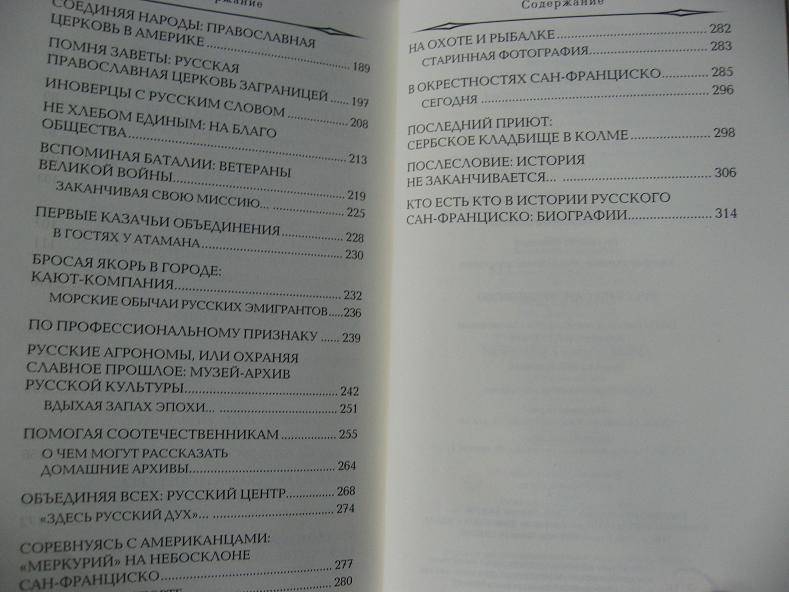 СОЕДИНЯЯ НАРОДЫ: ПРАВОСЛАВНАЯ
ЦЕРКОВЬ В АМЕРИКЕ ..................... 189
ПОМНЯ ЗАВЕТЫ: РУССКАЯ
ПРАВОСЛАВНАЯ ЦЕРКОВЬ ЗАГРАНИЦЕЙ ..... 197
ИНОВЕРЦЫ С РУССКИМ СЛОВОМ .......... 208
НЕ ХЛЕБОМ ЕДИНЫМ: НА БЛАГО
ОБЩЕСТВА ..................... 213
ВСПОМИНАЯ БАТАЛИИ: ВЕТЕРАНЫ
ВЕЛИКОЙ ВОЙНЫ ..................... 219
ЗАКАНЧИВАЯ СВОЮ МИССИЮ... ............. 225
ПЕРВЫЕ КАЗАЧЬИ ОБЪЕДИНЕНИЯ .......... 228
В ГОСТЯХ У АТАМАНА ..................... 230
БРОСАЯ ЯКОРЬ В ГОРОДЕ:
КАЮТ-КОМПАНИЯ ..................... 232
МОРСКИЕ ОБЫЧАИ РУССКИХ ЭМИГРАНТОВ ..... 236
ПО ПРОФЕССИОНАЛЬНОМУ ПРИЗНАКУ ...... 239
РУССКИЕ АГРОНОМЫ, ИЛИ ОХРАНЯЯ
СЛАВНОЕ ПРОШЛОЕ: МУЗЕЙ-АРХИВ
РУССКОЙ КУЛЬТУРЫ ..................... 242
ВДЫХАЯ ЗАПАХ ЭПОХИ... ..................... 251
ПОМОГАЯ СООТЕЧЕСТВЕННИКАМ .......... 255
О ЧЕМ МОГУТ РАССКАЗАТЬ
ДОМАШНИЕ АРХИВЫ ..................... 264
ОБЪЕДИНЯЯ ВСЕХ: РУССКИЙ ЦЕНТР .......... 268
«ЗДЕСЬ РУССКИЙ ДУХ»... ..................... 274
СОРЕВНУЯСЬ С АМЕРИКАНЦАМИ:
«МЕРКУРИЙ» НА НЕБОСКЛОНЕ
САН-ФРАНЦИСКО ..................... 277
280
Содержание
НА ОХОТЕ И РЫБАЛКЕ ..................... 282
СТАРИННАЯ ФОТОГРАФИЯ ..................... 283
В ОКРЕСТНОСТЯХ САН-ФРАНЦИСКО .......... 285
СЕГОДНЯ ..................... 296
ПОСЛЕДНИЙ ПРИЮТ:
СЕРБСКОЕ КЛАДБИЩЕ В КОЛМЕ .......... 298
ПОСЛЕСЛОВИЕ: ИСТОРИЯ
НЕ ЗАКАНЧИВАЕТСЯ... ..................... 306
КТО ЕСТЬ КТО В ИСТОРИИ РУССКОГО
САН-ФРАНЦИСКО: БИОГРАФИИ .......... 314